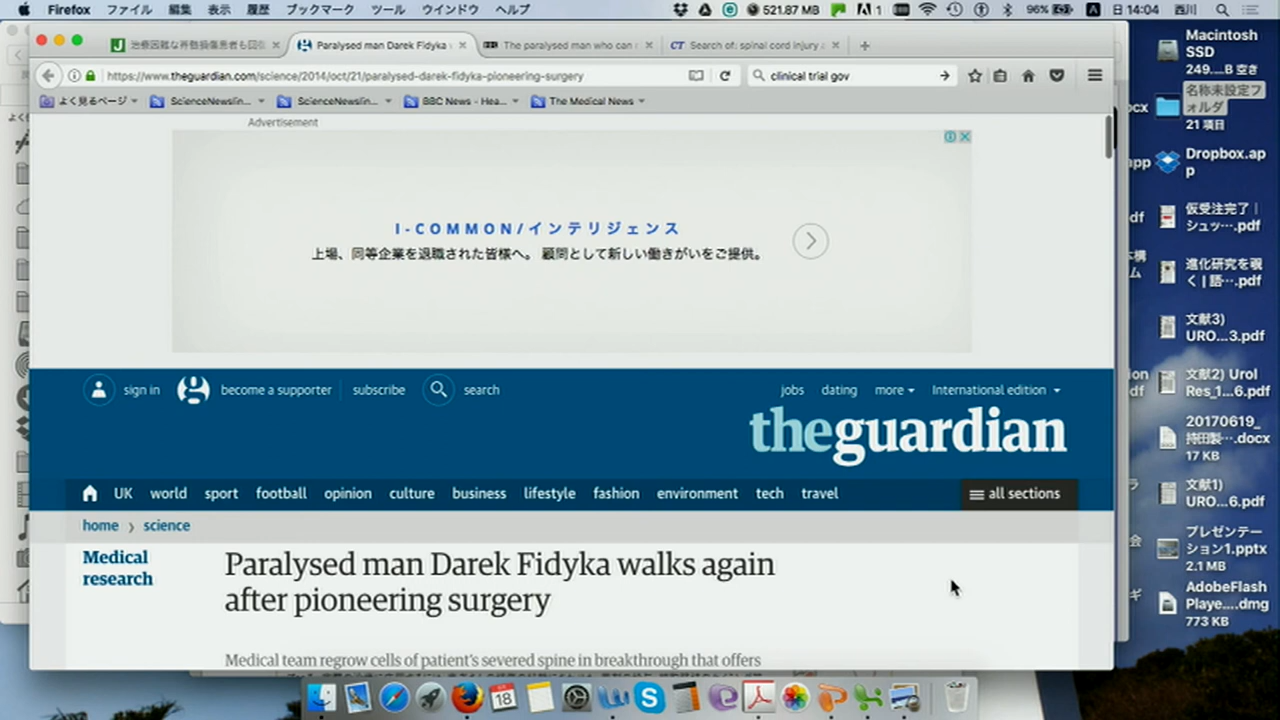 Firefox ファイル 編集 表示 履歴 ブックマーク ツール ウインドウ ヘルプ 521.87 MB 1 96% A 日 14:04 西川
Paralysed man Darek Fidyka
The paralysed man who can
CT Search of: spinal cord injury
https://www.theguardian.com/science/2014/oct/21/paralysed-darek-fidyka-pioneering-surgery
clinical trial gov
よく見るページ ScienceNewslin... ScienceNewslin... BBC News - Hea... The Medical News
Advertisement
I-COMMON/インテリジェンス
上場、同等企業を退職された皆様へ。 顧問として新しい働きがいをご提供。
sign in become a supporter subscribe search jobs dating more International edition
theguardian
UK world sport football opinion culture business lifestyle fashion environment tech travel all sections
home › science
Medical
research
Paralysed man Darek Fidyka walks again
after pioneering surgery
Medical team regrow cells of patient's severed spine in breakthrough that offers
Macintosh
SSD
249....B 空き
名称未設定フ
ォルダ
21 項目
Dropbox.ap
p
仮受注完了｜
シュッ….pdf
進化研究を覗
く | 語….pdf
文献3)
URO...3.pdf
文献2) Urol
Res_1...6.pdf
20170619_
….docx
17 KB
文献1)
URO...6.pdf
プレゼンテー
ション1.pptx
2.1 MB
AdobeFlash
Playe....dmg
773 KB
18